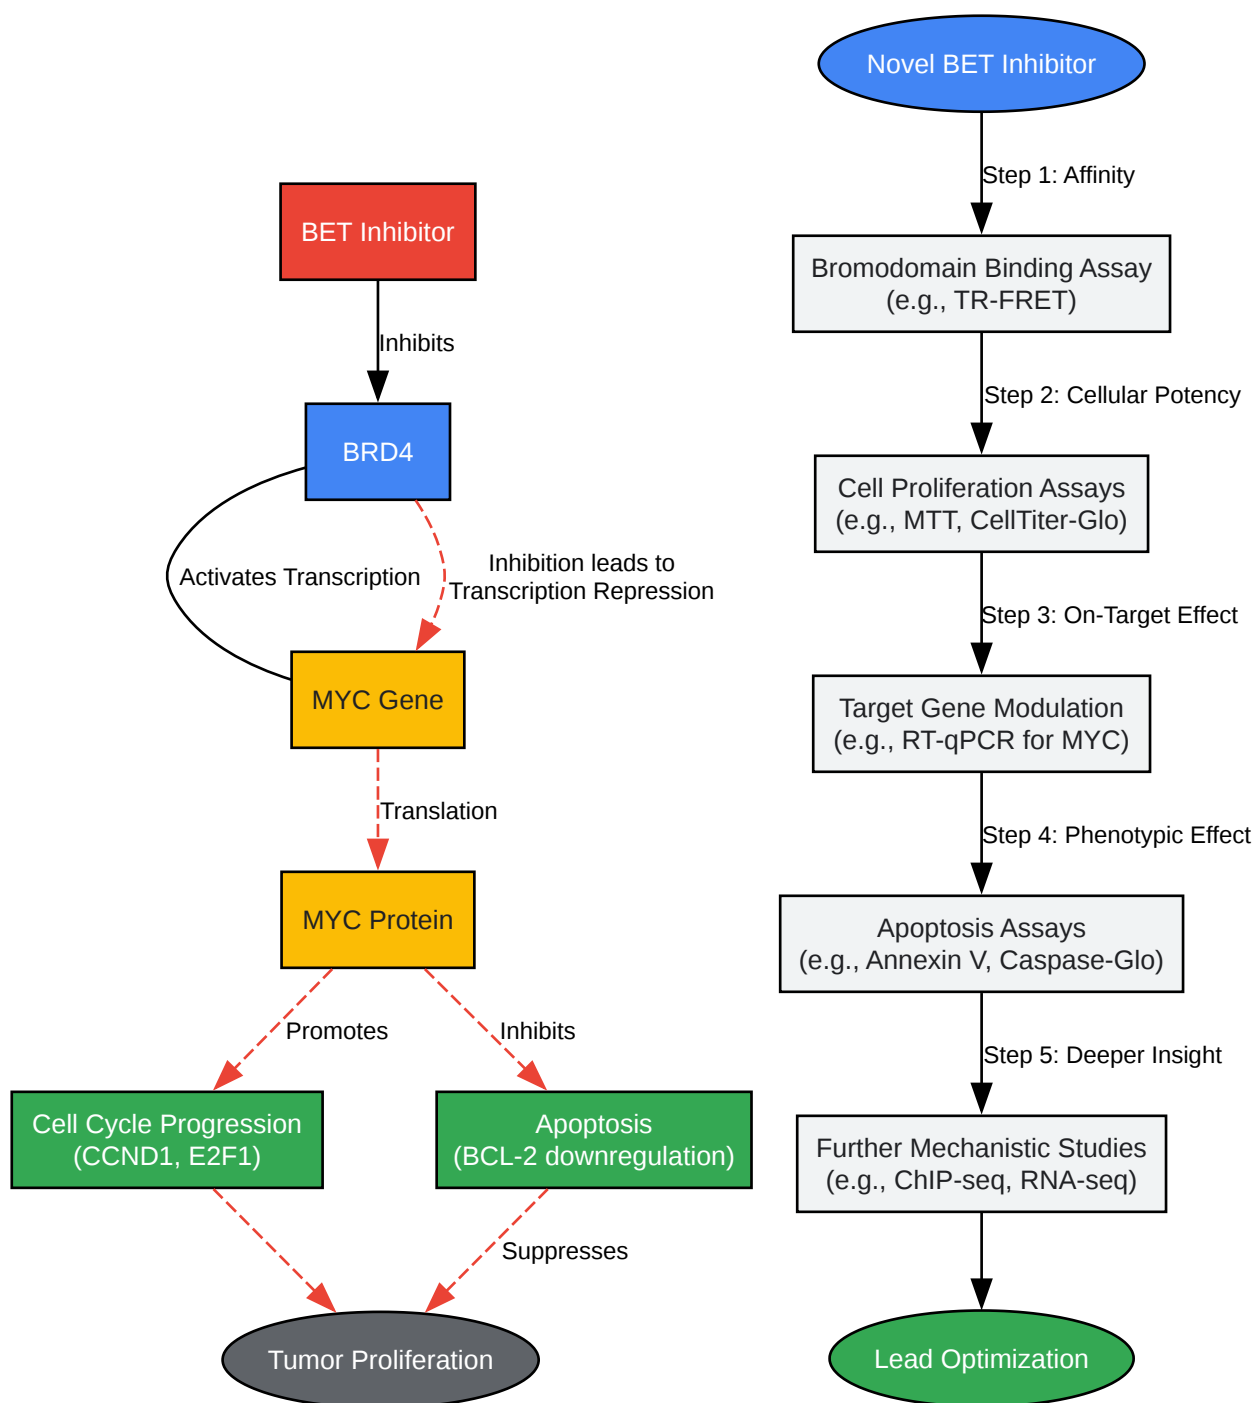 BET Inhibitor
Inhibits
BRD4
Activates Transcription
Inhibition leads to
Transcription Repression
MYC Gene
Translation
MYC Protein
Promotes
Inhibits
Cell Cycle Progression
(CCND1, E2F1)
Apoptosis
(BCL-2 downregulation)
Suppresses
Tumor Proliferation
Novel BET Inhibitor
Step 1: Affinity
Bromodomain Binding Assay
(e.g., TR-FRET)
Step 2: Cellular Potency
Cell Proliferation Assays
(e.g., MTT, CellTiter-Glo)
Step 3: On-Target Effect
Target Gene Modulation
(e.g., RT-qPCR for MYC)
Step 4: Phenotypic Effect
Apoptosis Assays
(e.g., Annexin V, Caspase-Glo)
Step 5: Deeper Insight
Further Mechanistic Studies
(e.g., ChIP-seq, RNA-seq)
Lead Optimization